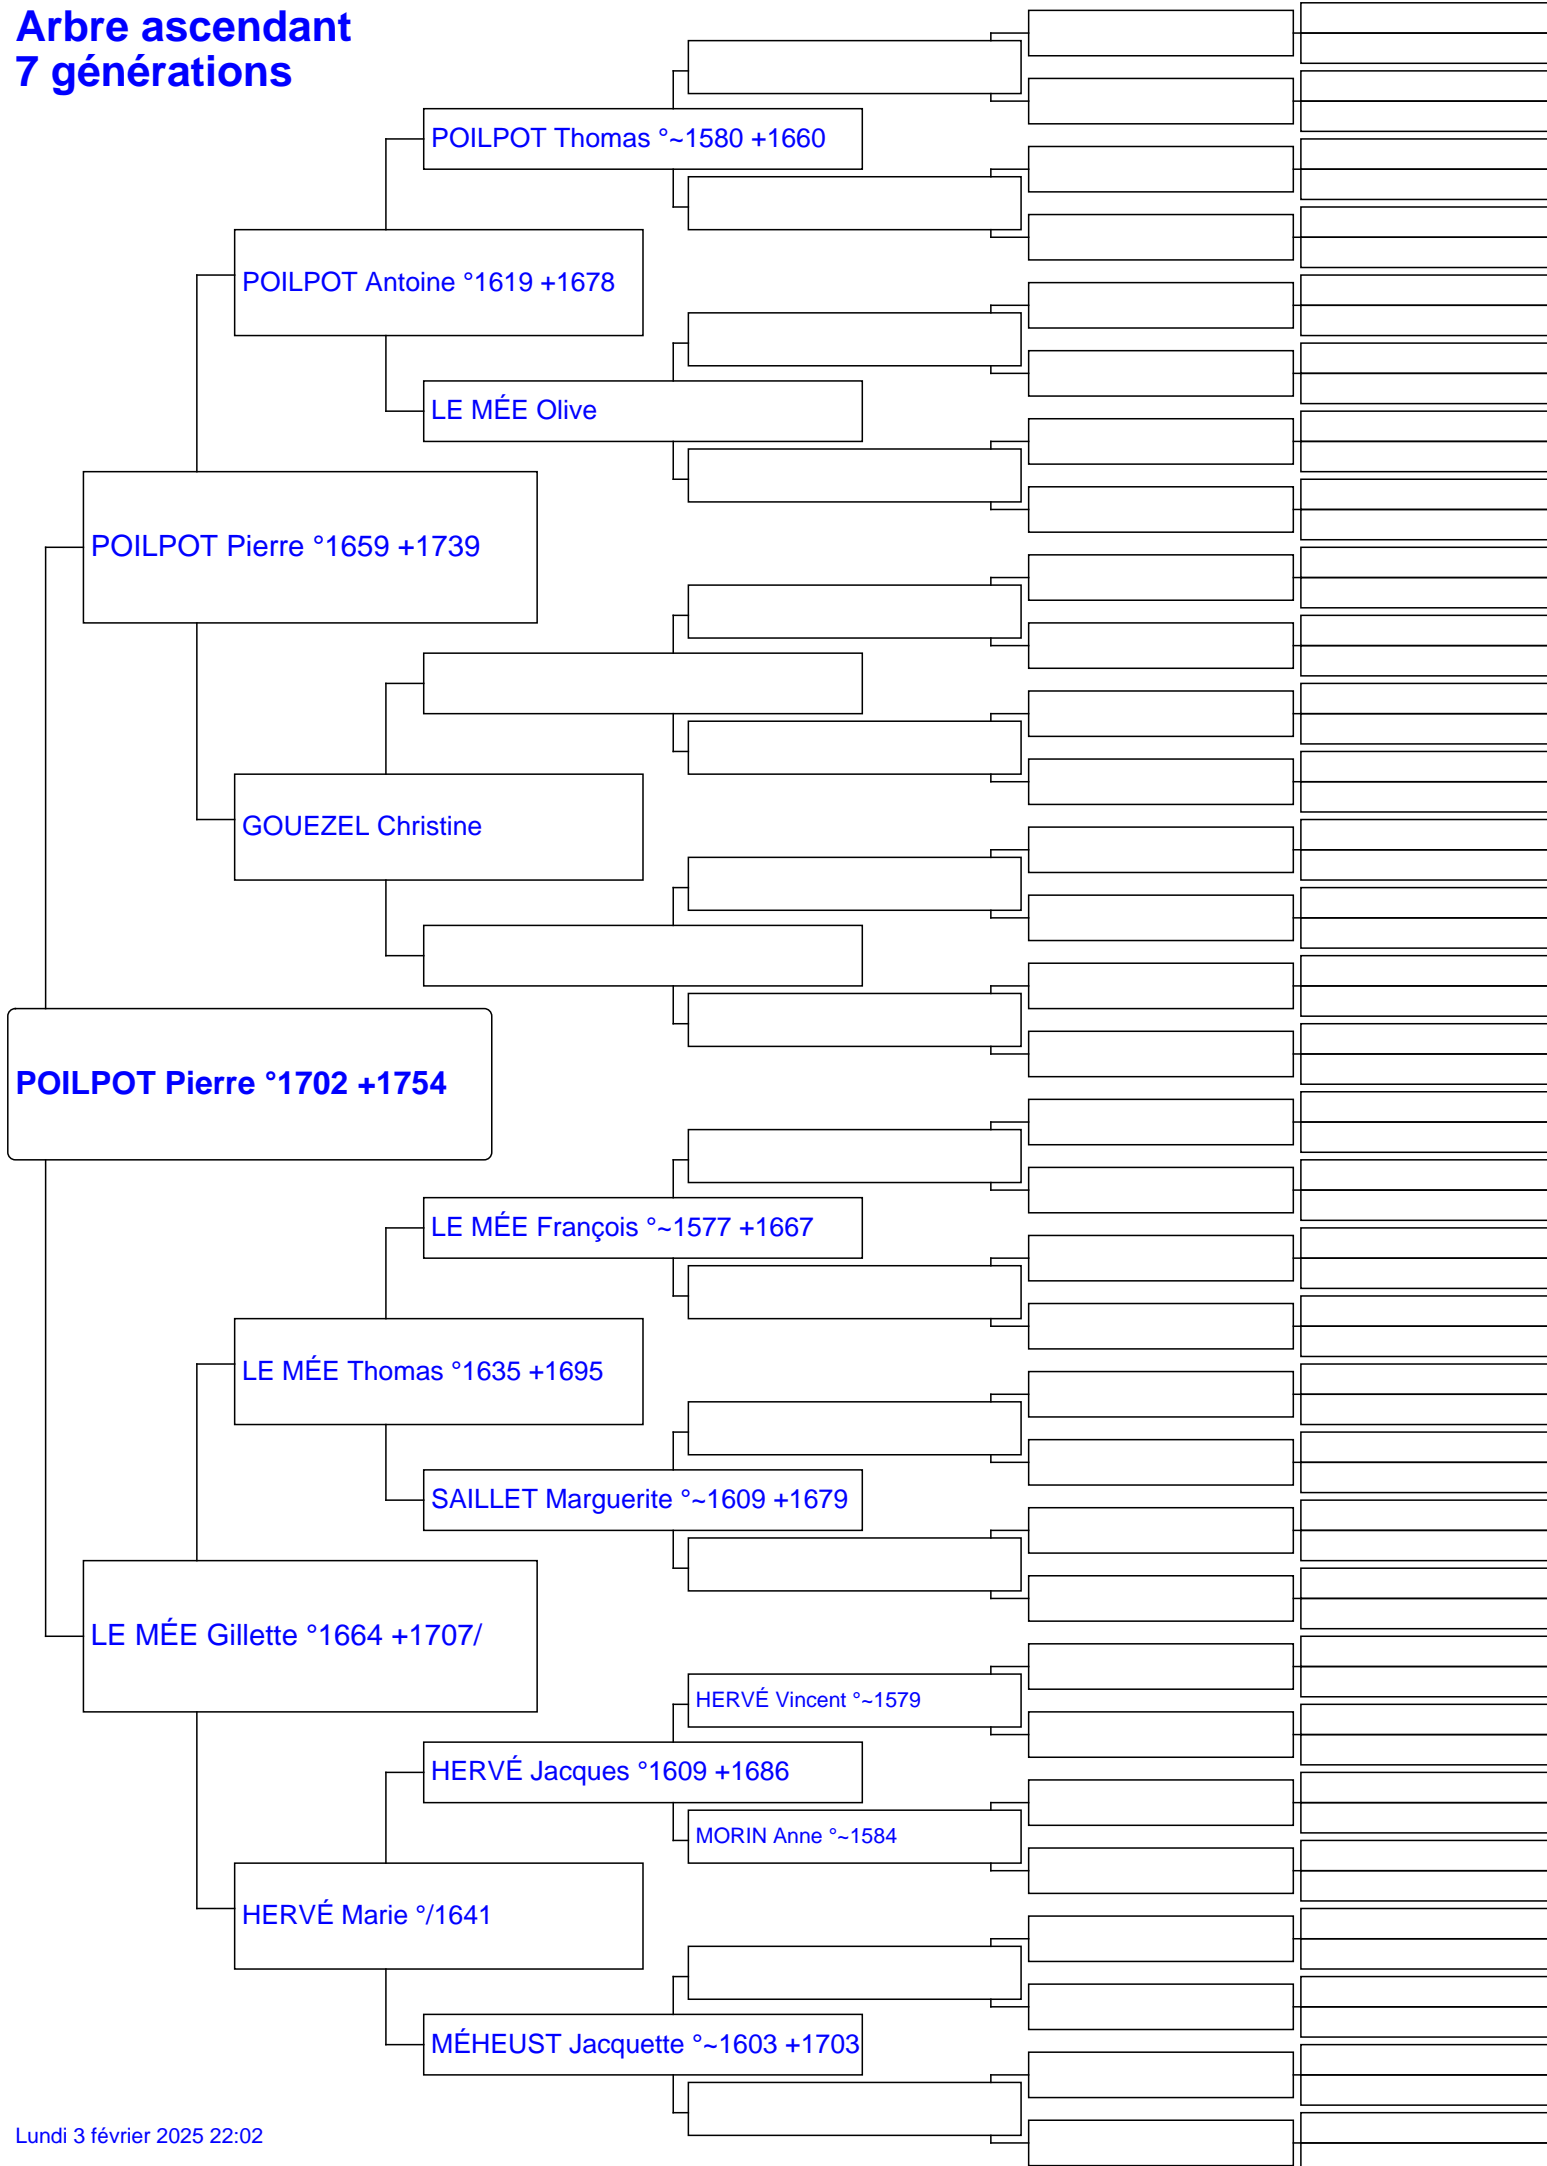 Arbre ascendant
7 générations
POILPOT Thomas °~1580 +1660
POILPOT Antoine °1619 +1678
LE MÉE Olive
POILPOT Pierre °1659 +1739
GOUEZEL Christine
POILPOT Pierre °1702 +1754
LE MÉE François °~1577 +1667
LE MÉE Thomas °1635 +1695
SAILLET Marguerite °~1609 +1679
LE MÉE Gillette °1664 +1707/
HERVÉ Vincent °~1579
HERVÉ Jacques °1609 +1686
MORIN Anne °~1584
HERVÉ Marie °/1641
MÉHEUST Jacquette °~1603 +1703
Lundi 3 février 2025 22:02